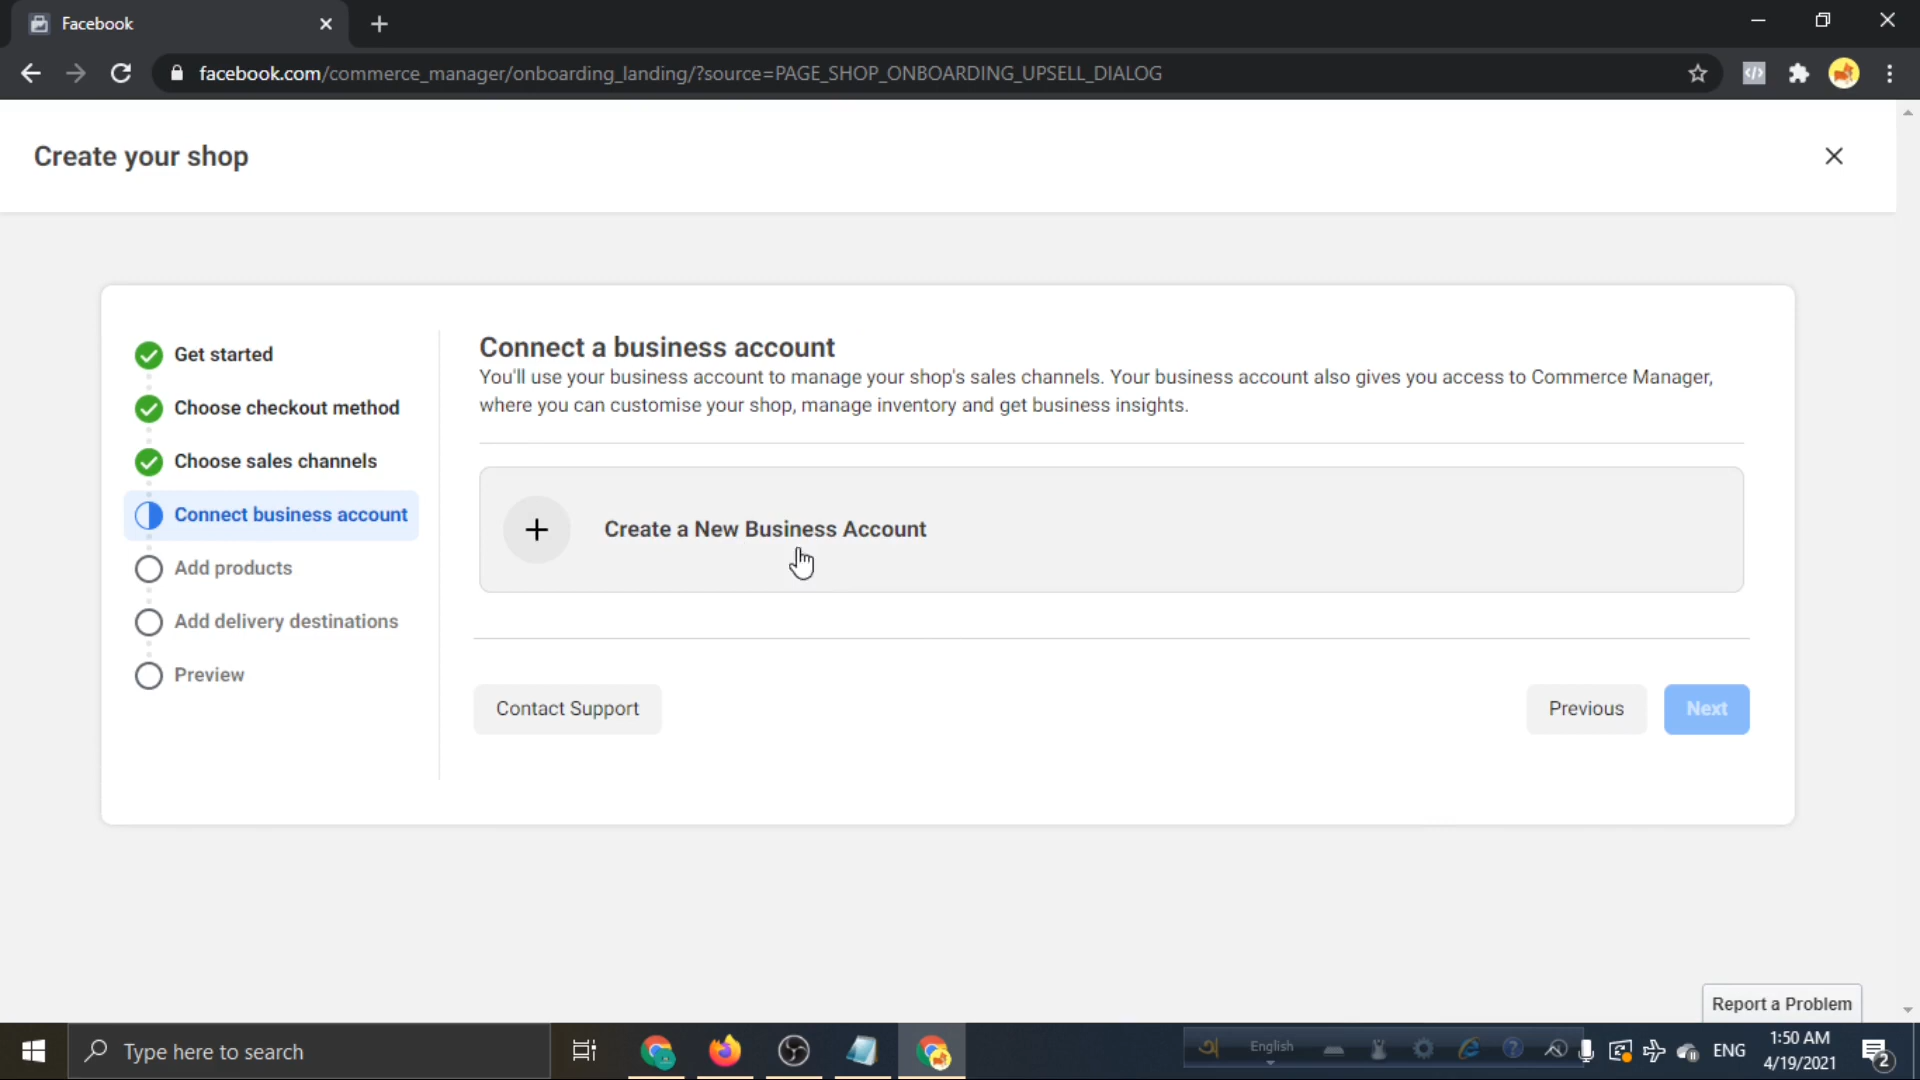 Facebook
facebook.com/commerce_manager/onboarding_landing/?source=PAGE_SHOP_ONBOARDING_UPSELL_DIALOG
Create your shop
Get started
Choose checkout method
Choose sales channels
Connect business account
Add products
Add delivery destinations
Preview
Connect a business account
You'll use your business account to manage your shop's sales channels. Your business account also gives you access to Commerce Manager,
where you can customise your shop, manage inventory and get business insights.
Create a New Business Account
Contact Support
Previous
Next
Report a Problem
Type here to search
অ
English
ENG
1:50 AM
4/19/2021
2